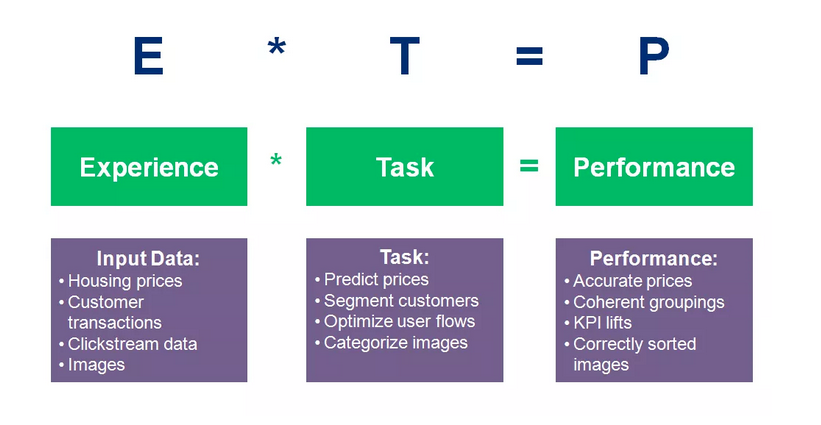 E * T = P
Experience * Task = Performance
Input Data:
• Housing prices
• Customer
transactions
• Clickstream data
• Images
Task:
• Predict prices
• Segment customers
• Optimize user flows
• Categorize images
Performance:
• Accurate prices
• Coherent groupings
• KPI lifts
• Correctly sorted
images